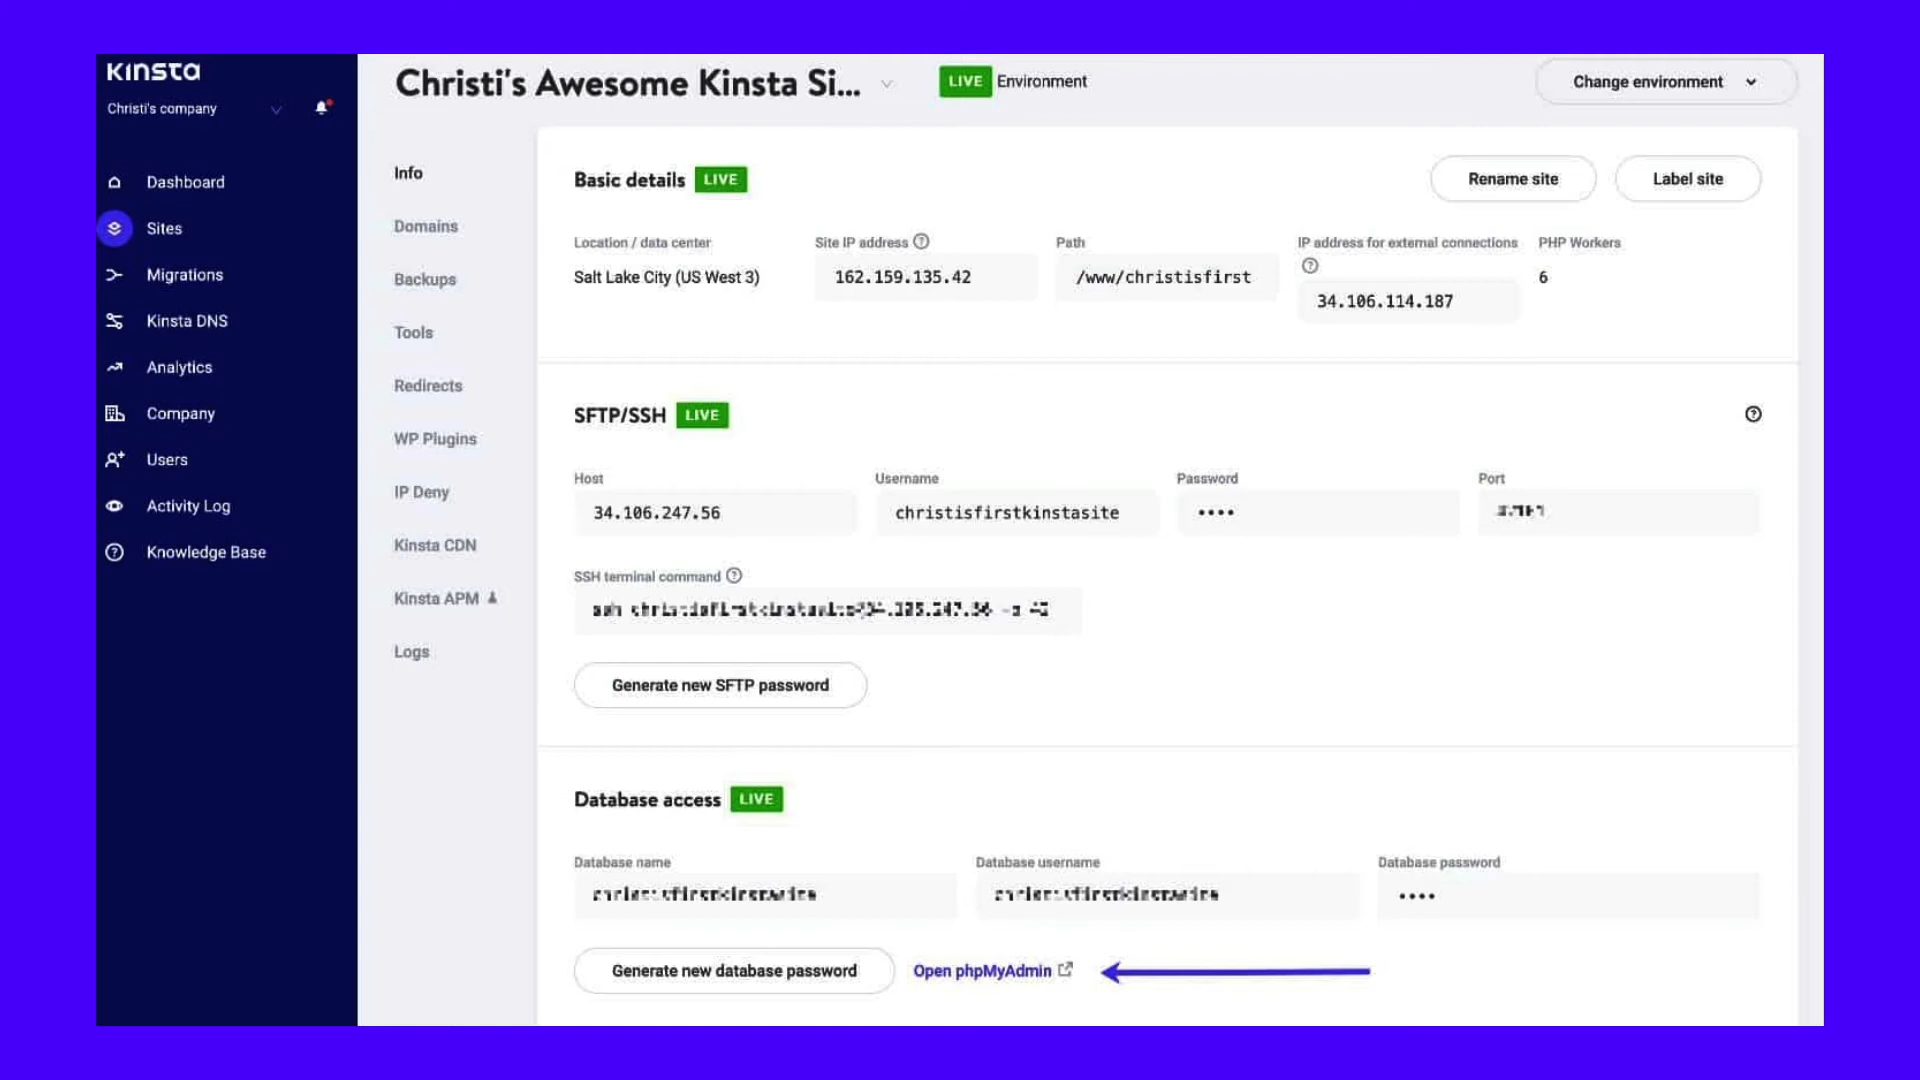 Kinsta
Christi's company
Dashboard
Sites
Migrations
Kinsta DNS
Analytics
Company
Users
Activity Log
Knowledge Base
Christi's Awesome Kinsta Si...
LIVE Environment
Change environment
Info
Domains
Backups
Tools
Redirects
WP Plugins
IP Deny
Kinsta CDN
Kinsta APM
Logs
Basic details LIVE
Rename site
Label site
Location / data center
Salt Lake City (US West 3)
Site IP address
162.159.135.42
Path
/www/christisfirst
IP address for external connections
34.106.114.187
PHP Workers
6
SFTP/SSH LIVE
Host
34.106.247.56
Username
christisfirstkinstasite
Password
••••
Port
SSH terminal command
Generate new SFTP password
Database access LIVE
Database name
Database username
Database password
••••
Generate new database password
Open phpMyAdmin